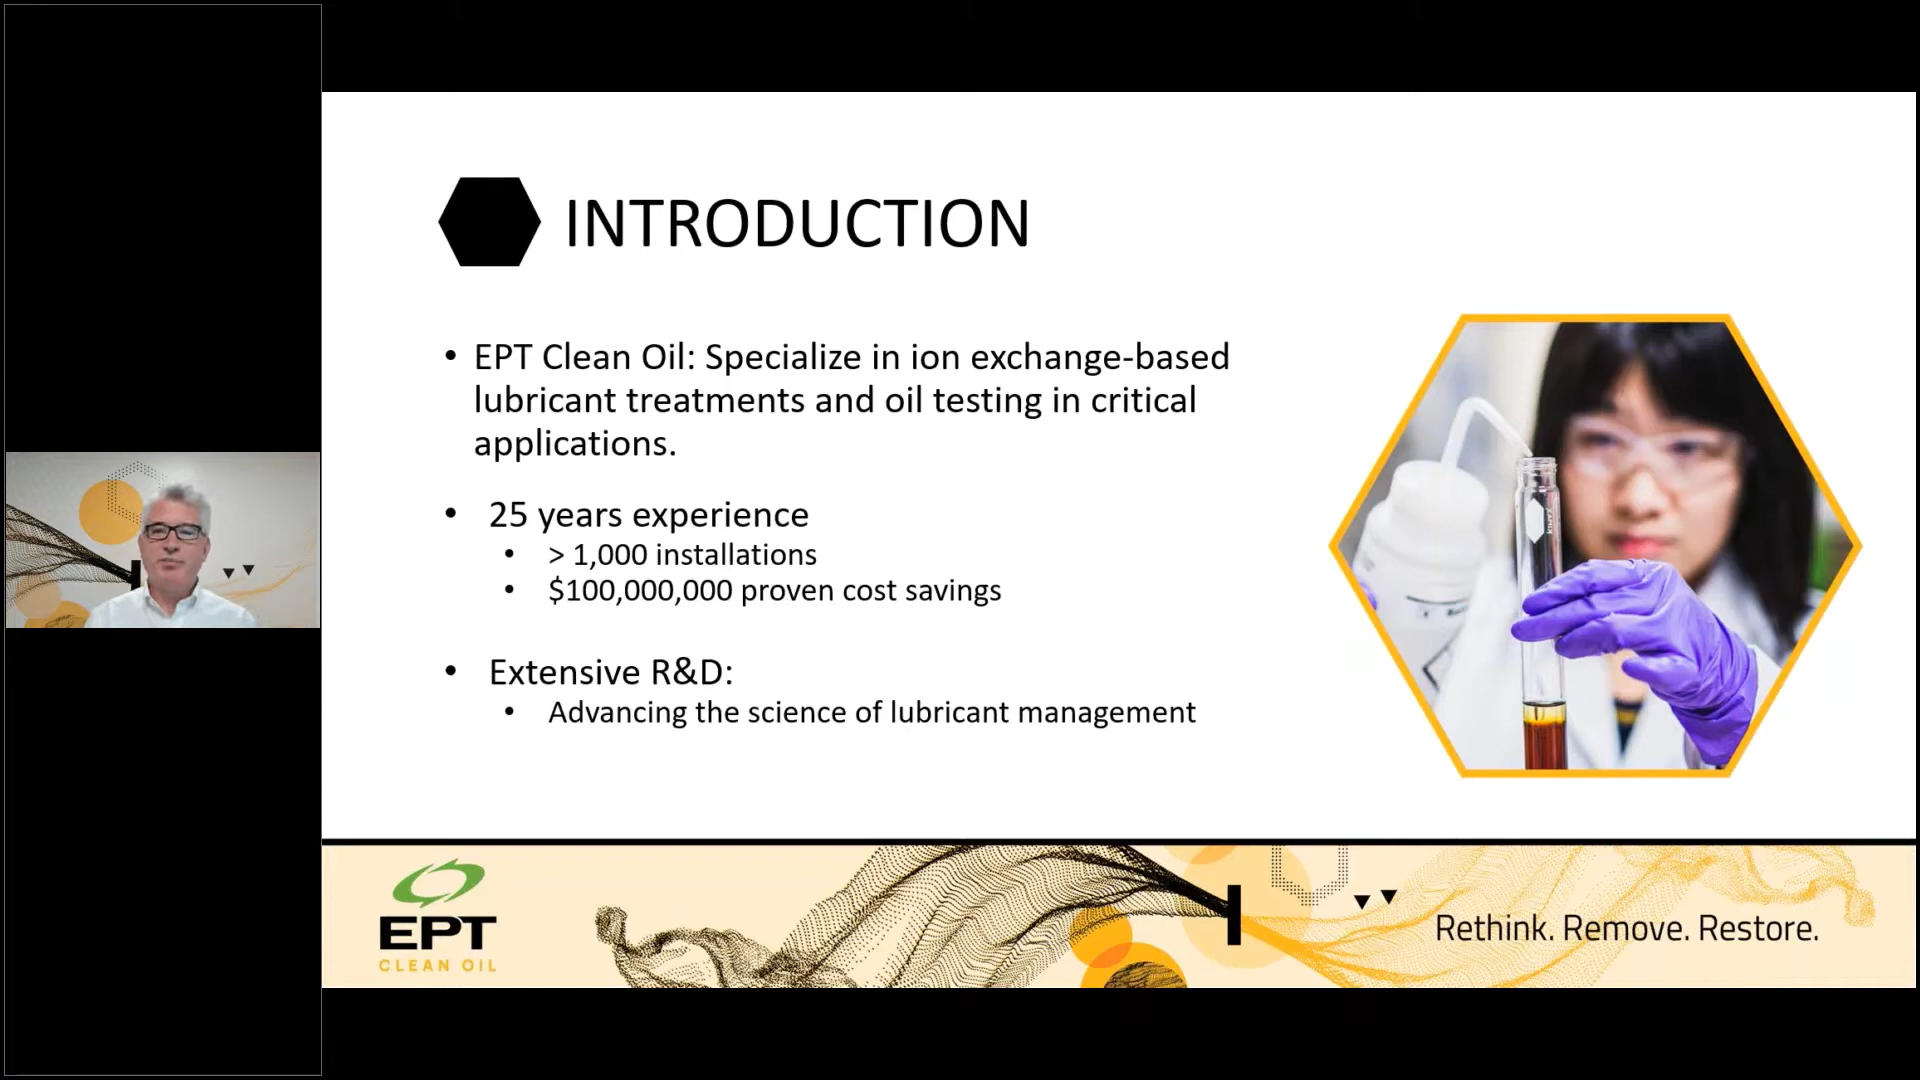 INTRODUCTION
• EPT Clean Oil: Specialize in ion exchange-based
lubricant treatments and oil testing in critical
applications.
• 25 years experience
• > 1,000 installations
• $100,000,000 proven cost savings
• Extensive R&D:
• Advancing the science of lubricant management
EPT
CLEAN OIL
Rethink. Remove. Restore.